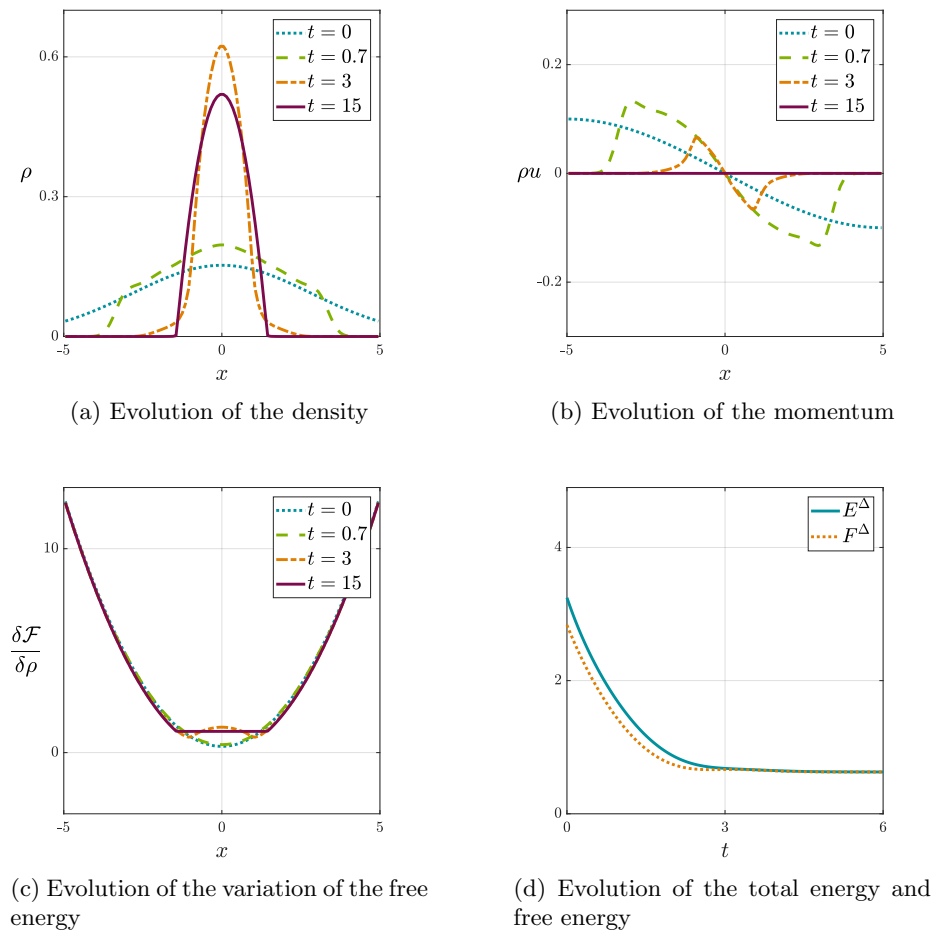 t = 0
t = 0.7
t = 3
t = 15
0.6
0.3
0
ρ
-5
0
5
x
(a) Evolution of the density
t = 0
t = 0.7
t = 3
t = 15
0.2
0
-0.2
ρu
-5
0
5
x
(b) Evolution of the momentum
t = 0
t = 0.7
t = 3
t = 15
10
0
δℱ
δρ
-5
0
5
x
(c) Evolution of the variation of the free
energy
E^Δ
F^Δ
4
2
0
0
3
6
t
(d) Evolution of the total energy and
free energy